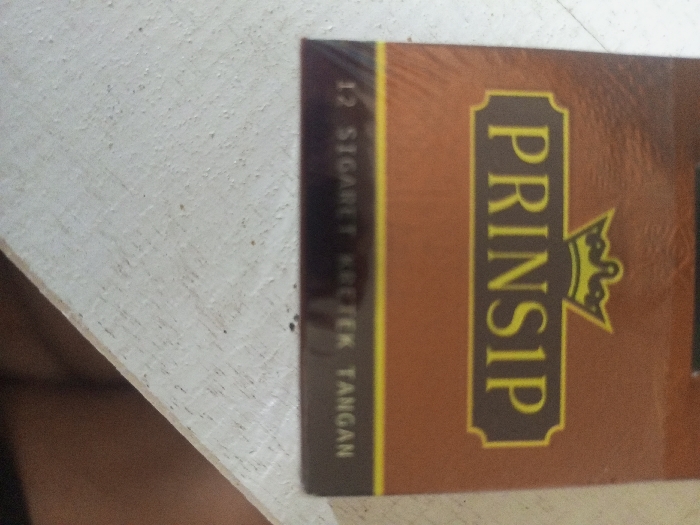 PRINSIP
12 SIGARET KRETEK TANGAN